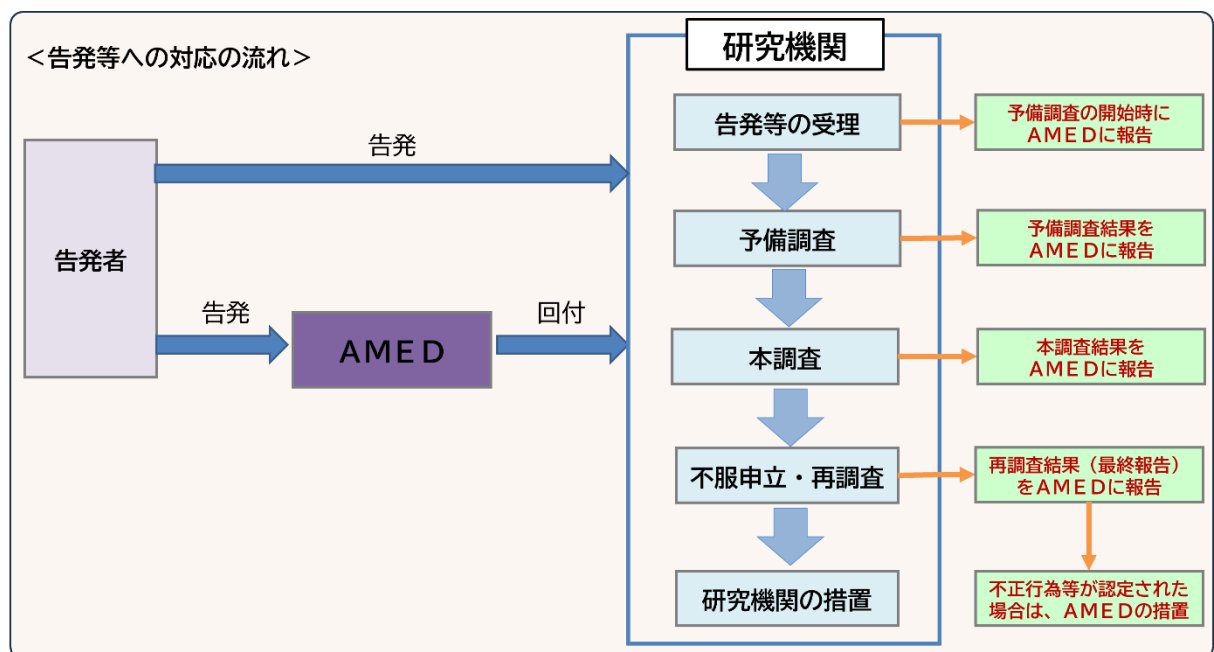 ＜告発等への対応の流れ＞
研究機関
告発者
告発
告発
ＡＭＥＤ
回付
告発等の受理
予備調査の開始時に
ＡＭＥＤに報告
予備調査
予備調査結果を
ＡＭＥＤに報告
本調査
本調査結果を
ＡＭＥＤに報告
不服申立・再調査
再調査結果（最終報告）
をＡＭＥＤに報告
研究機関の措置
不正行為等が認定された
場合は、ＡＭＥＤの措置